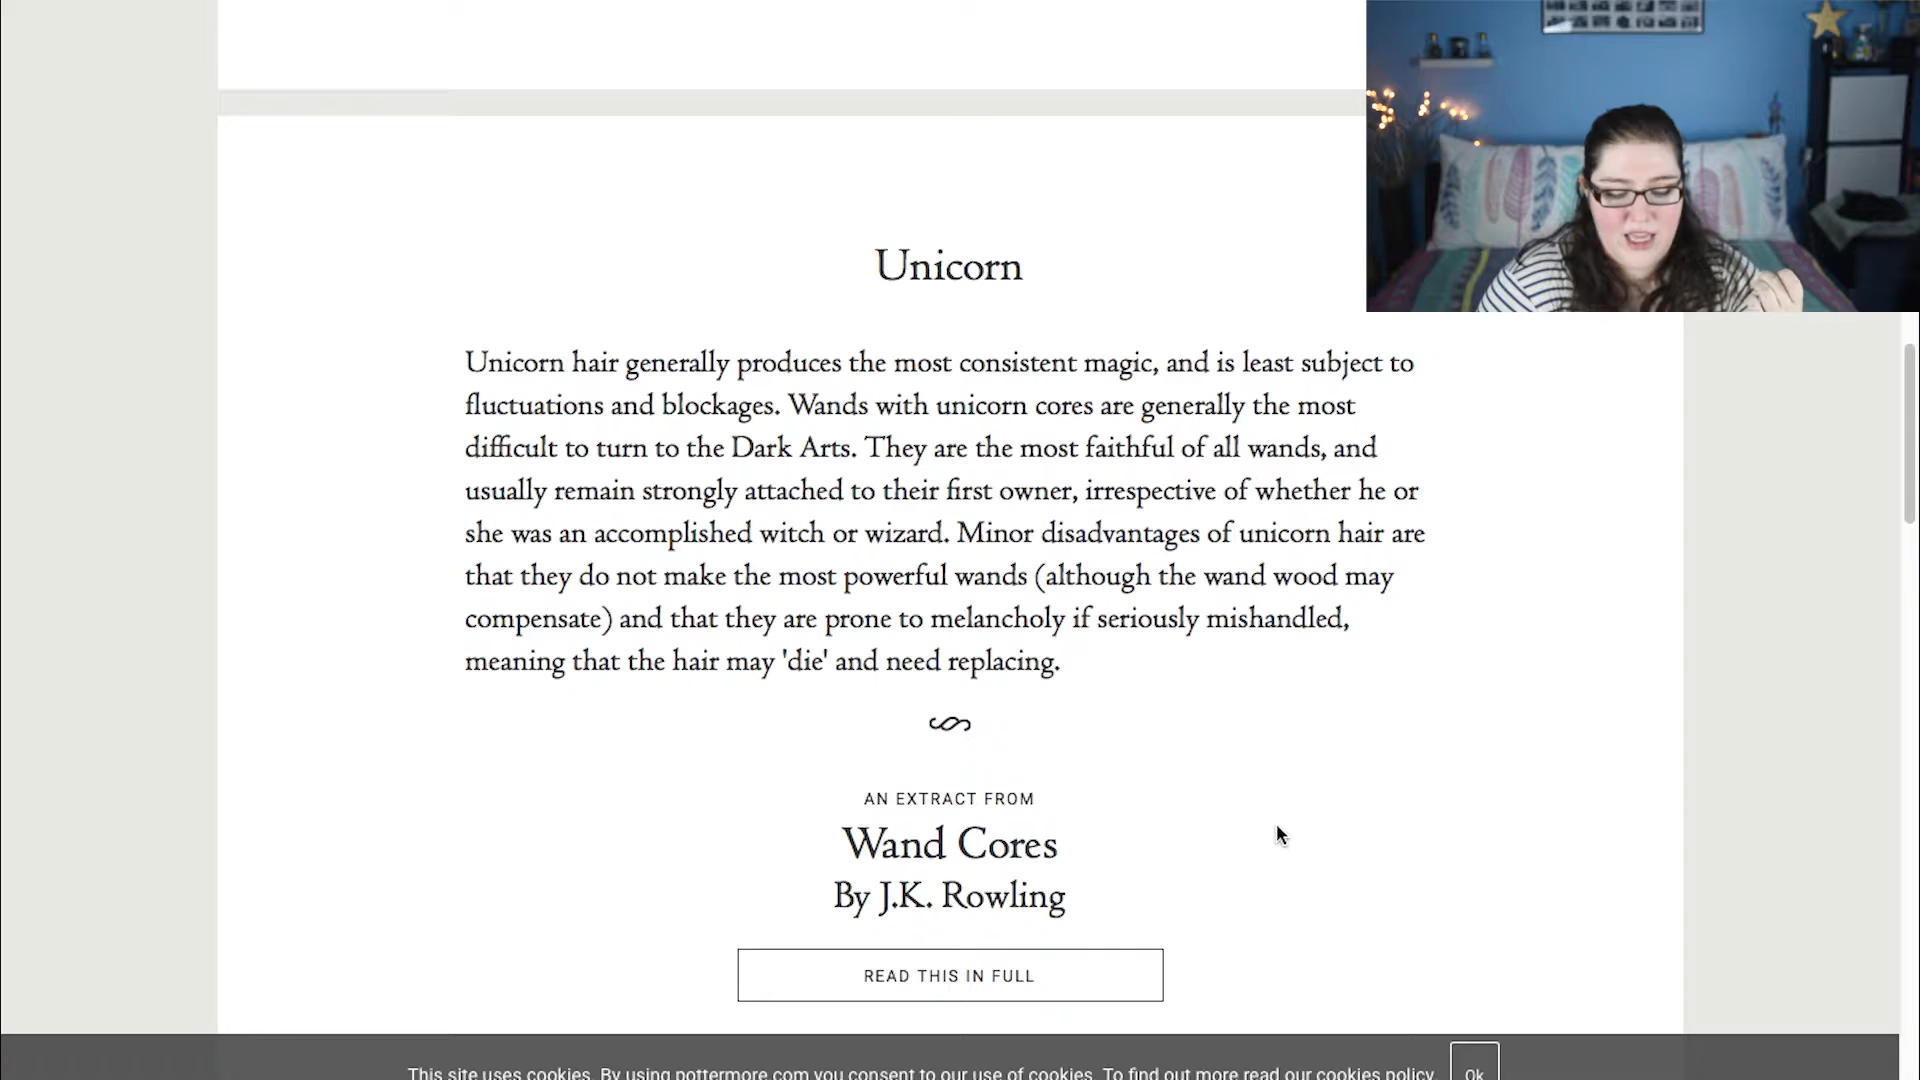 Unicorn
Unicorn hair generally produces the most consistent magic, and is least subject to
fluctuations and blockages. Wands with unicorn cores are generally the most
difficult to turn to the Dark Arts. They are the most faithful of all wands, and
usually remain strongly attached to their first owner, irrespective of whether he or
she was an accomplished witch or wizard. Minor disadvantages of unicorn hair are
that they do not make the most powerful wands (although the wand wood may
compensate) and that they are prone to melancholy if seriously mishandled,
meaning that the hair may 'die' and need replacing.
AN EXTRACT FROM
Wand Cores
By J.K. Rowling
READ THIS IN FULL
This site uses cookies. By using pottermore.com you consent to our use of cookies. To find out more read our cookies policy.
Ok